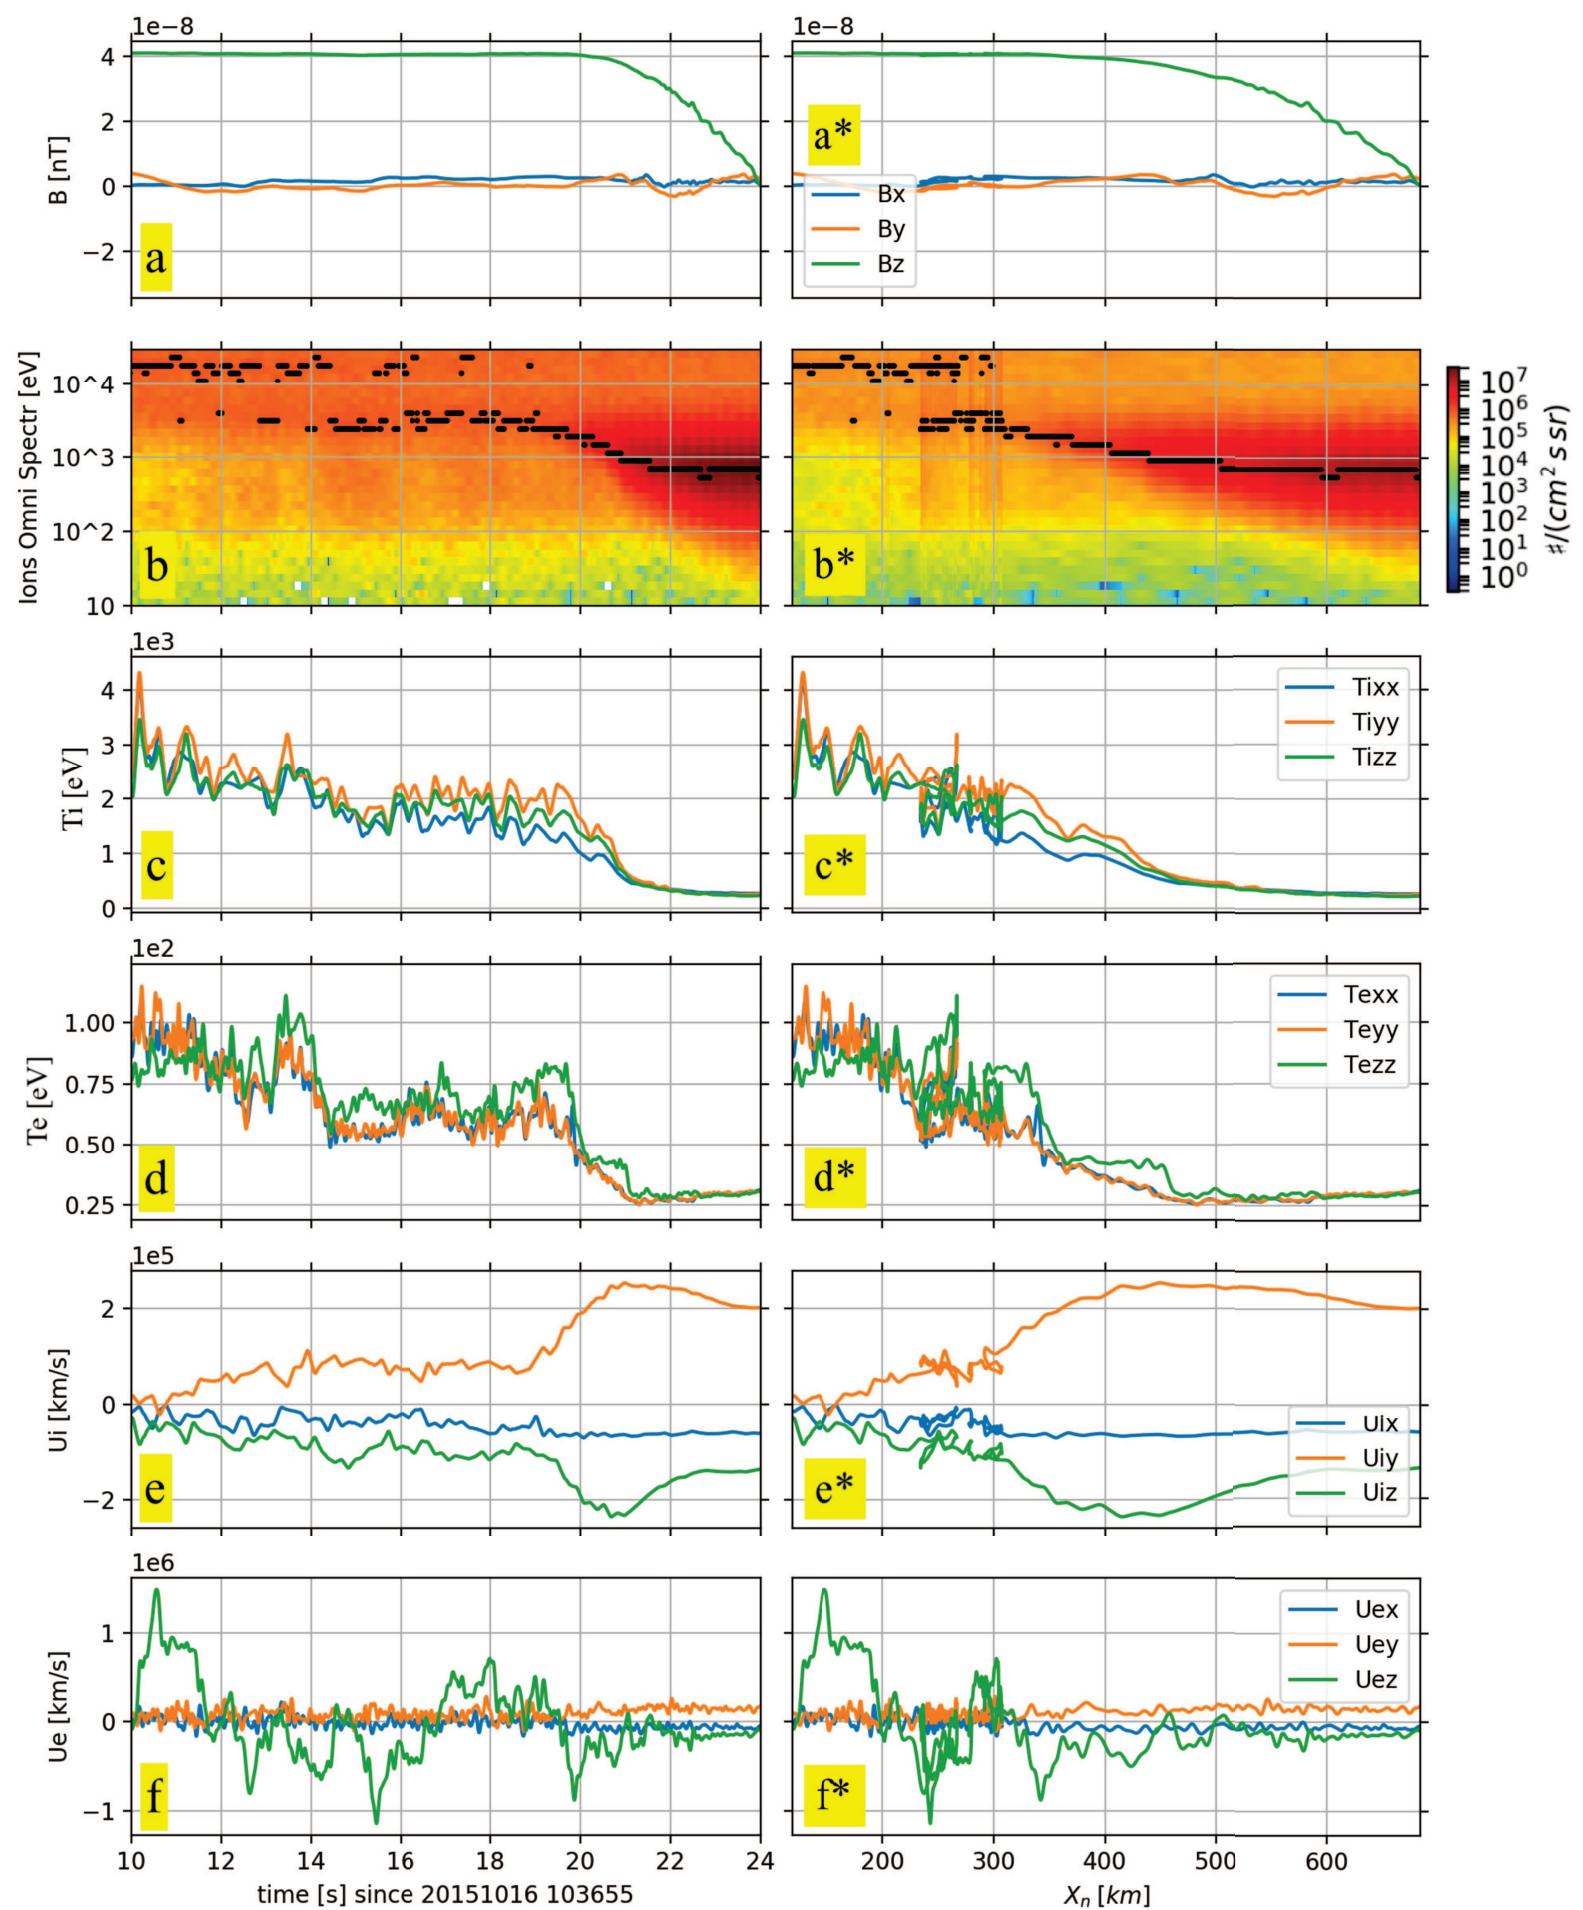 1e−8
4
2
0
−2
B [nT]
a
1e−8
a*
Bx
By
Bz
Ions Omni Spectr [eV]
10^4
10^3
10^2
10
b
b*
10^7
10^6
10^5
10^4
10^3
10^2
10^1
10^0
♯/(cm² s sr)
1e3
4
3
2
1
0
Ti [eV]
c
c*
Tixx
Tiyy
Tizz
1e2
1.00
0.75
0.50
0.25
Te [eV]
d
d*
Texx
Teyy
Tezz
1e5
2
0
−2
Ui [km/s]
e
e*
Uix
Uiy
Uiz
1e6
1
0
−1
Ue [km/s]
f
f*
Uex
Uey
Uez
10 12 14 16 18 20 22 24
time [s] since 20151016 103655
200 300 400 500 600
Xn [km]